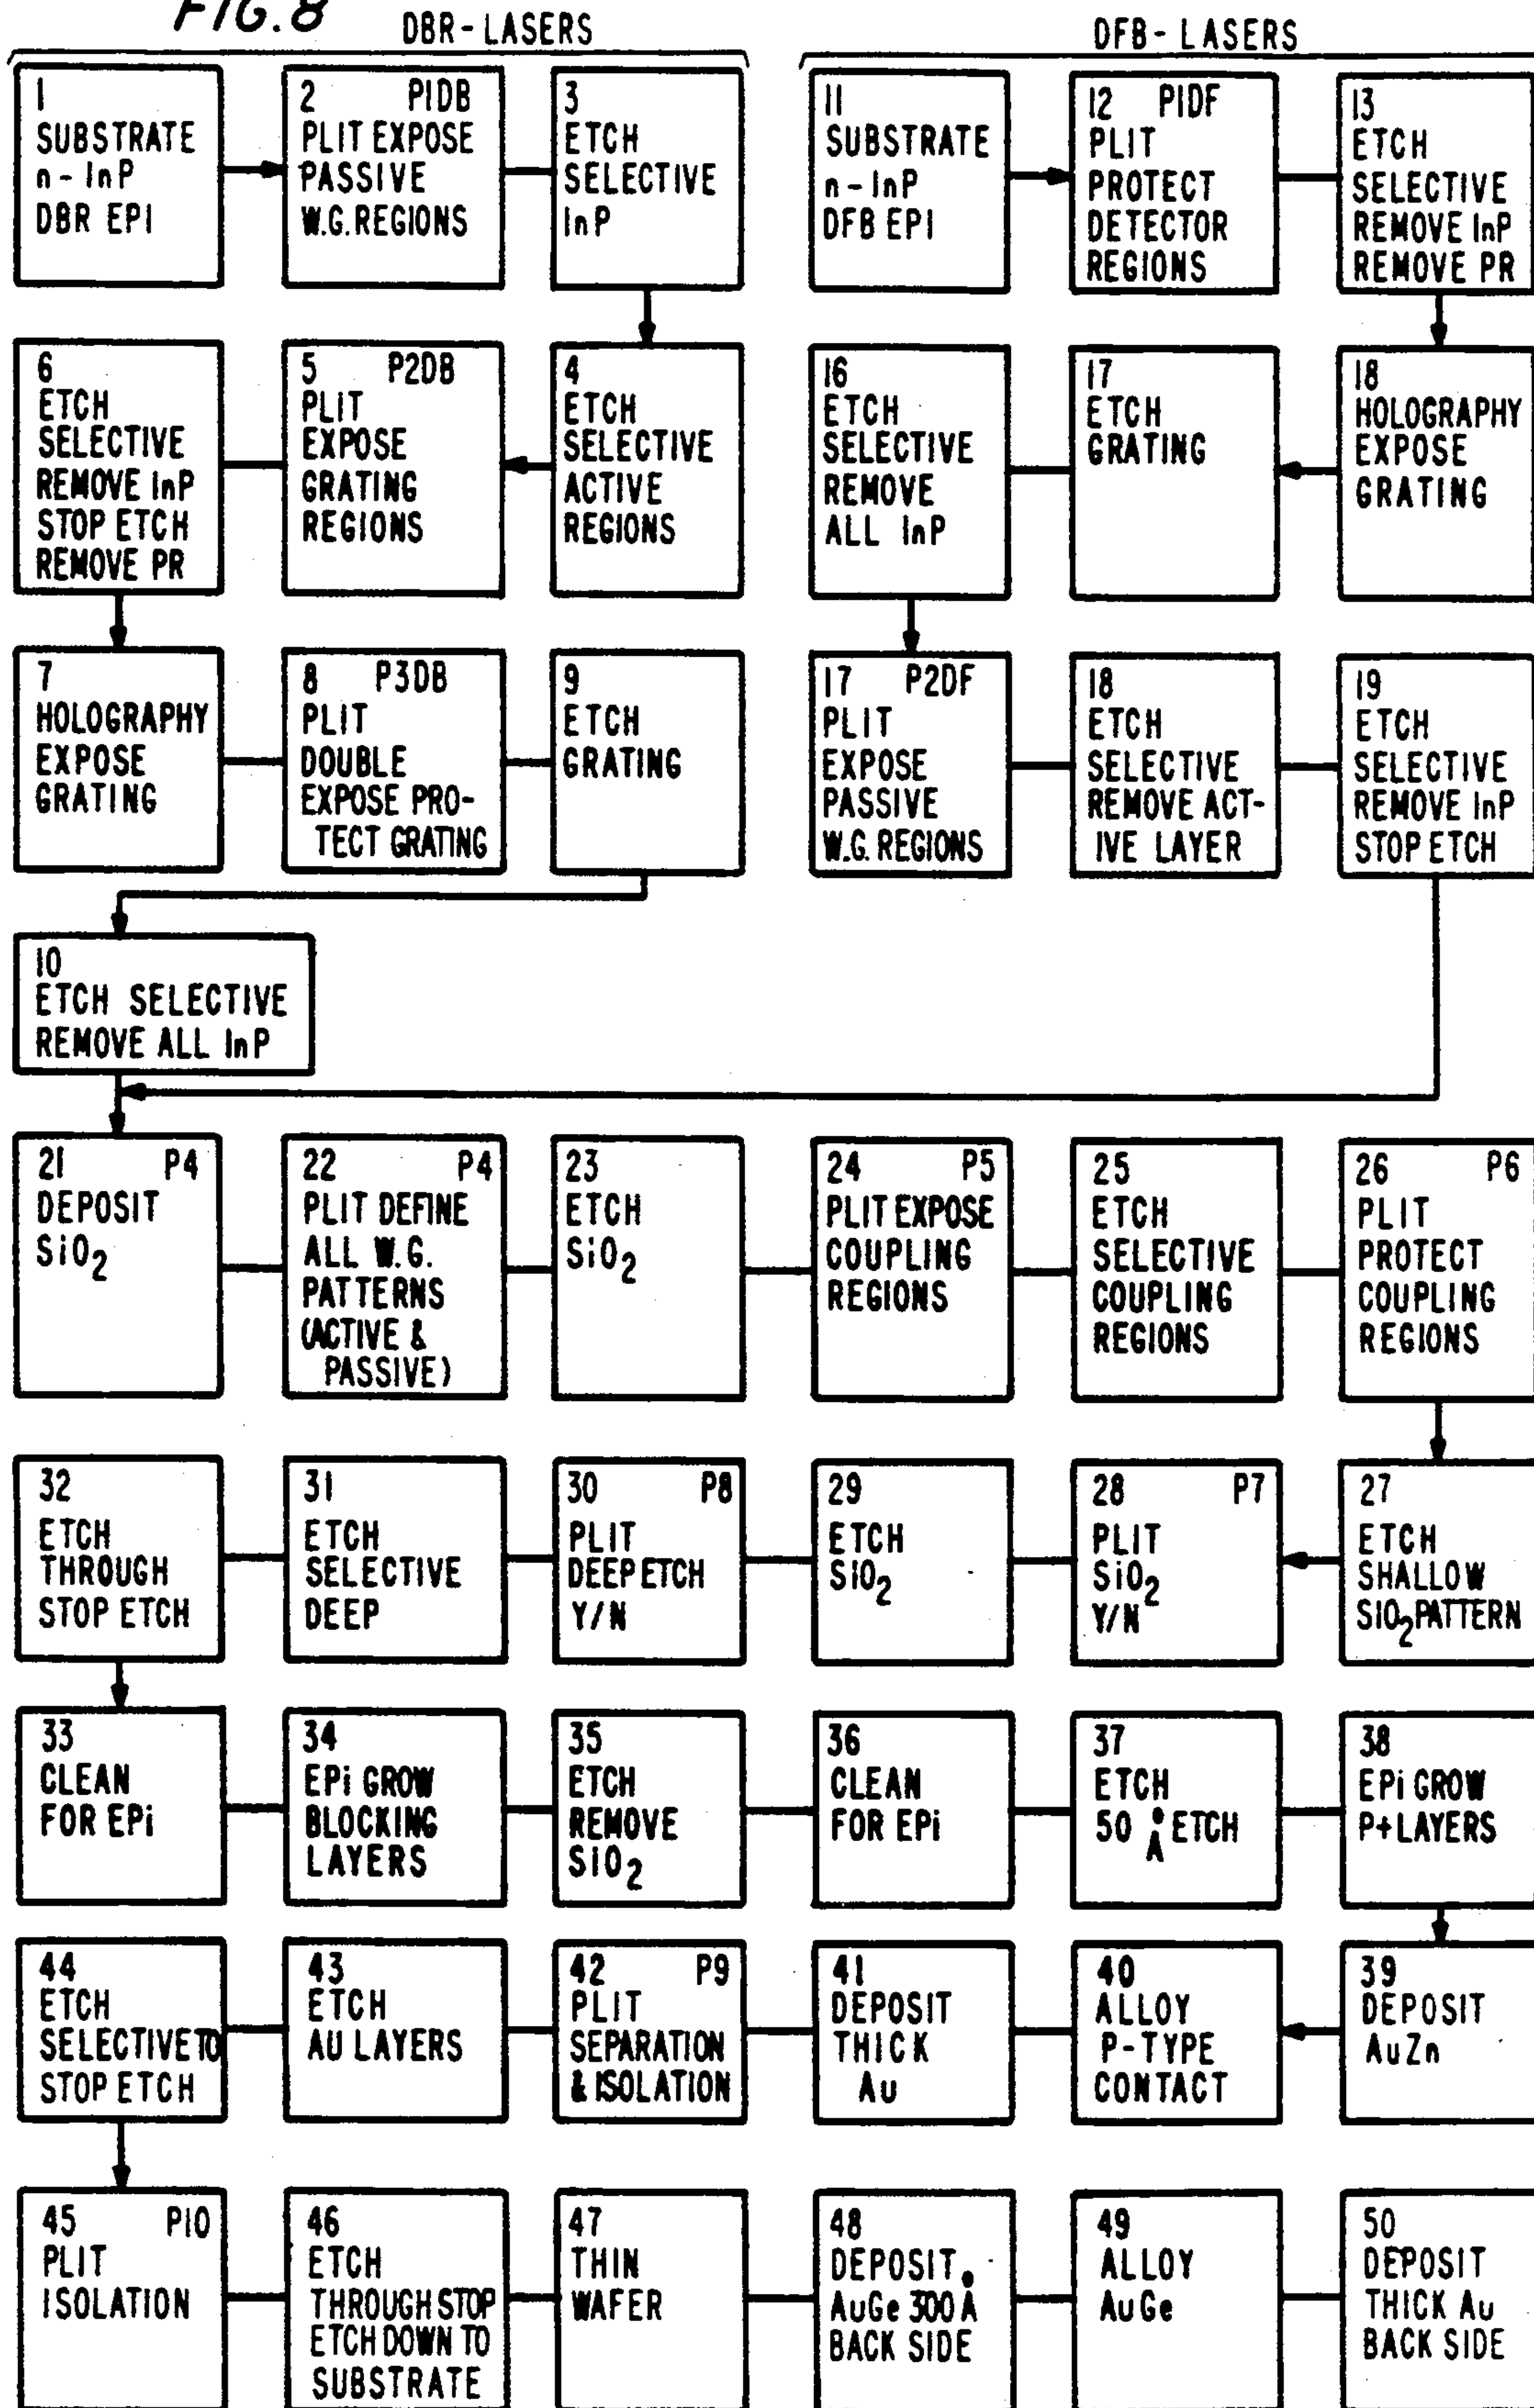 FIG. 8
DBR-LASERS
1
SUBSTRATE
n-InP
DBR EPI
2 P1DB
PLIT EXPOSE
PASSIVE
W.G. REGIONS
3
ETCH
SELECTIVE
InP
6
ETCH
SELECTIVE
REMOVE InP
STOP ETCH
REMOVE PR
5 P2DB
PLIT
EXPOSE
GRATING
REGIONS
4
ETCH
SELECTIVE
ACTIVE
REGIONS
7
HOLOGRAPHY
EXPOSE
GRATING
8 P3DB
PLIT
DOUBLE
EXPOSE PRO-
TECT GRATING
9
ETCH
GRATING
10
ETCH SELECTIVE
REMOVE ALL InP
DFB-LASERS
11
SUBSTRATE
n-InP
DFB EPI
12 P1DF
PLIT
PROTECT
DETECTOR
REGIONS
13
ETCH
SELECTIVE
REMOVE InP
REMOVE PR
16
ETCH
SELECTIVE
REMOVE
ALL InP
17
ETCH
GRATING
18
HOLOGRAPHY
EXPOSE
GRATING
17 P2DF
PLIT
EXPOSE
PASSIVE
W.G. REGIONS
18
ETCH
SELECTIVE
REMOVE ACT-
IVE LAYER
19
ETCH
SELECTIVE
REMOVE InP
STOP ETCH
21 P4
DEPOSIT
SiO2
22 P4
PLIT DEFINE
ALL W.G.
PATTERNS
(ACTIVE &
PASSIVE)
23
ETCH
SiO2
24 P5
PLIT EXPOSE
COUPLING
REGIONS
25
ETCH
SELECTIVE
COUPLING
REGIONS
26 P6
PLIT
PROTECT
COUPLING
REGIONS
32
ETCH
THROUGH
STOP ETCH
31
ETCH
SELECTIVE
DEEP
30 P8
PLIT
DEEP ETCH
Y/N
29
ETCH
SiO2
28 P7
PLIT
SiO2
Y/N
27
ETCH
SHALLOW
SiO2 PATTERN
33
CLEAN
FOR EPi
34
EPi GROW
BLOCKING
LAYERS
35
ETCH
REMOVE
SiO2
36
CLEAN
FOR EPi
37
ETCH
50 Å ETCH
38
EPi GROW
P+ LAYERS
44
ETCH
SELECTIVE TO
STOP ETCH
43
ETCH
AU LAYERS
42 P9
PLIT
SEPARATION
& ISOLATION
41
DEPOSIT
THICK
Au
40
ALLOY
P-TYPE
CONTACT
39
DEPOSIT
AuZn
45 P10
PLIT
ISOLATION
46
ETCH
THROUGH STOP
ETCH DOWN TO
SUBSTRATE
47
THIN
WAFER
48
DEPOSIT
AuGe 300 Å
BACK SIDE
49
ALLOY
AuGe
50
DEPOSIT
THICK Au
BACK SIDE